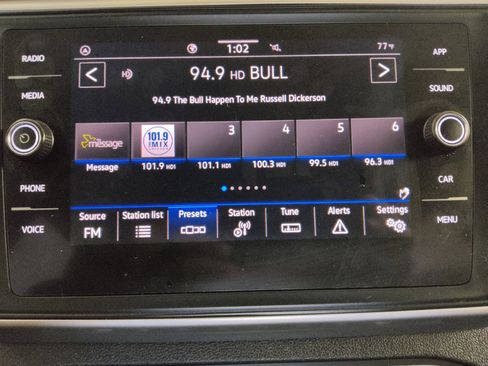 RADIO
MEDIA
PHONE
VOICE
1:02
77°F
94.9 HD BULL
94.9 The Bull Happen To Me Russell Dickerson
message
101.9
THE MIX
3
4
5
6
Message
101.9 HD1
101.1 HD1
100.3 HD1
99.5 HD1
96.3 HD1
Source
FM
Station list
Presets
Station
Tune
Alerts
Settings
APP
SOUND
CAR
MENU